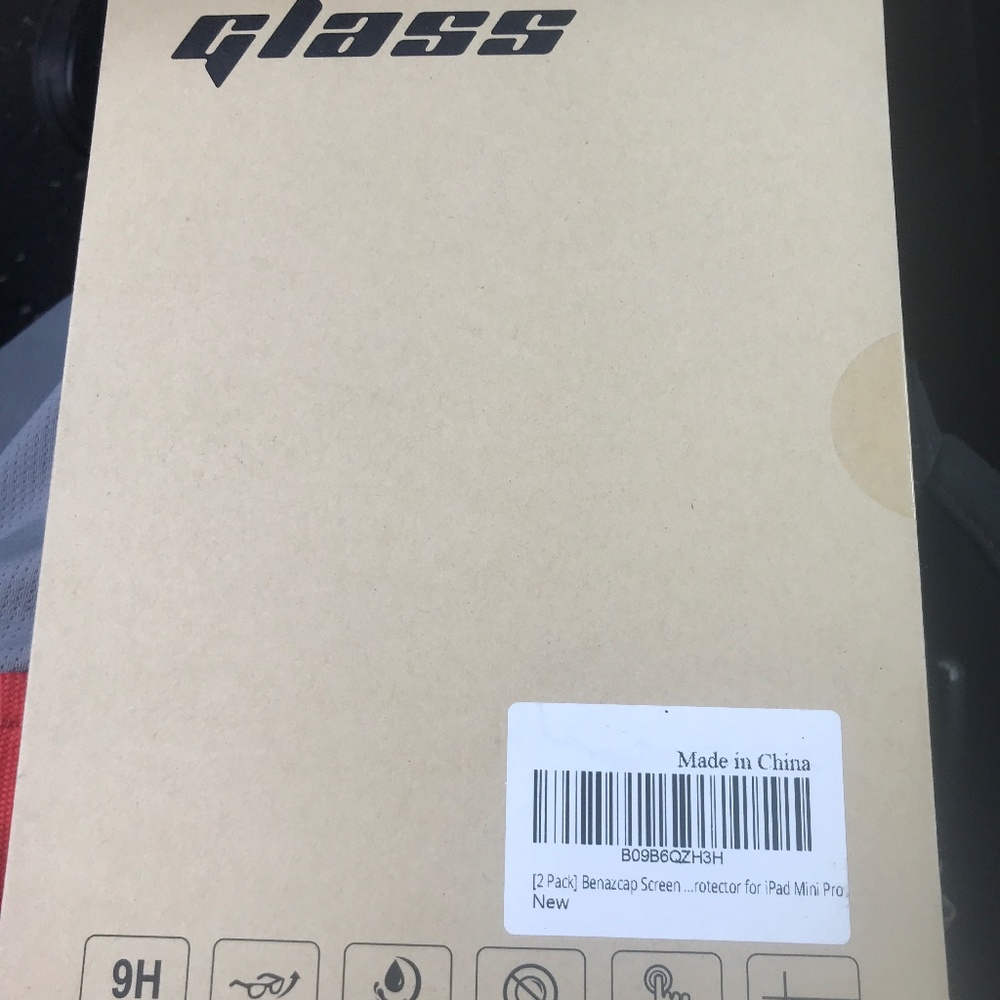 glass
Made in China
B09B6QZH3H
[2 Pack] Benazcap Screen ...rotector for iPad Mini Pro
New
9H